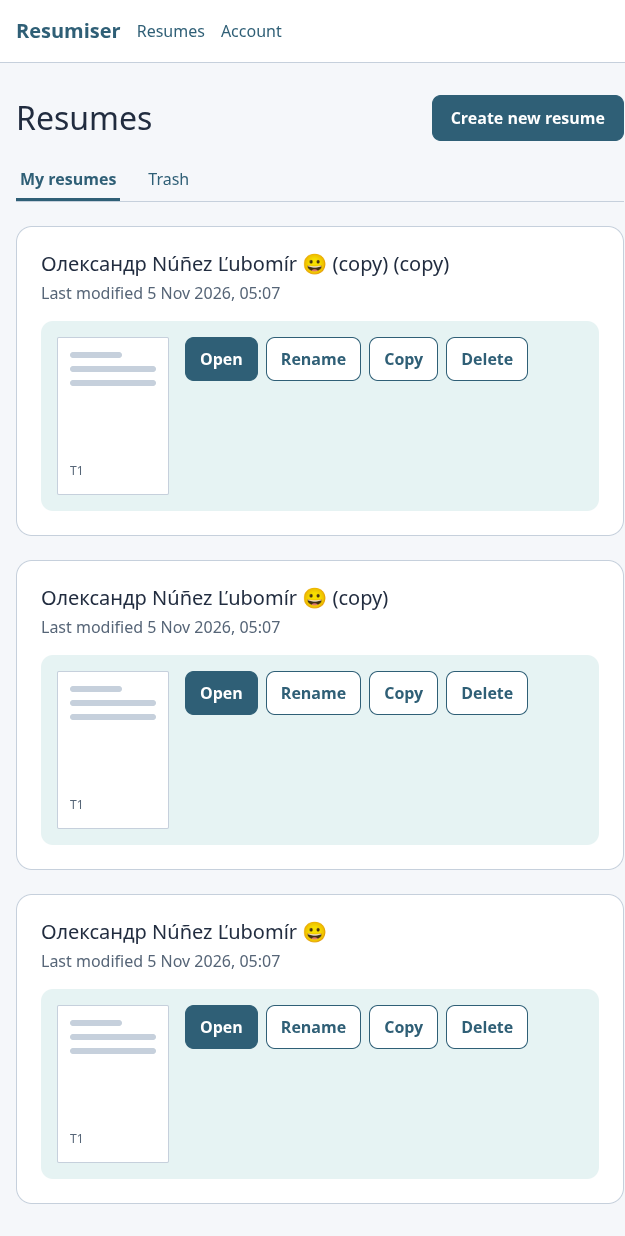 Resumiser Resumes Account
Resumes
Create new resume
My resumes Trash
Олександр Núñez Ľubomír 😀 (copy) (copy)
Last modified 5 Nov 2026, 05:07
Open Rename Copy Delete
T1
Олександр Núñez Ľubomír 😀 (copy)
Last modified 5 Nov 2026, 05:07
Open Rename Copy Delete
T1
Олександр Núñez Ľubomír 😀
Last modified 5 Nov 2026, 05:07
Open Rename Copy Delete
T1